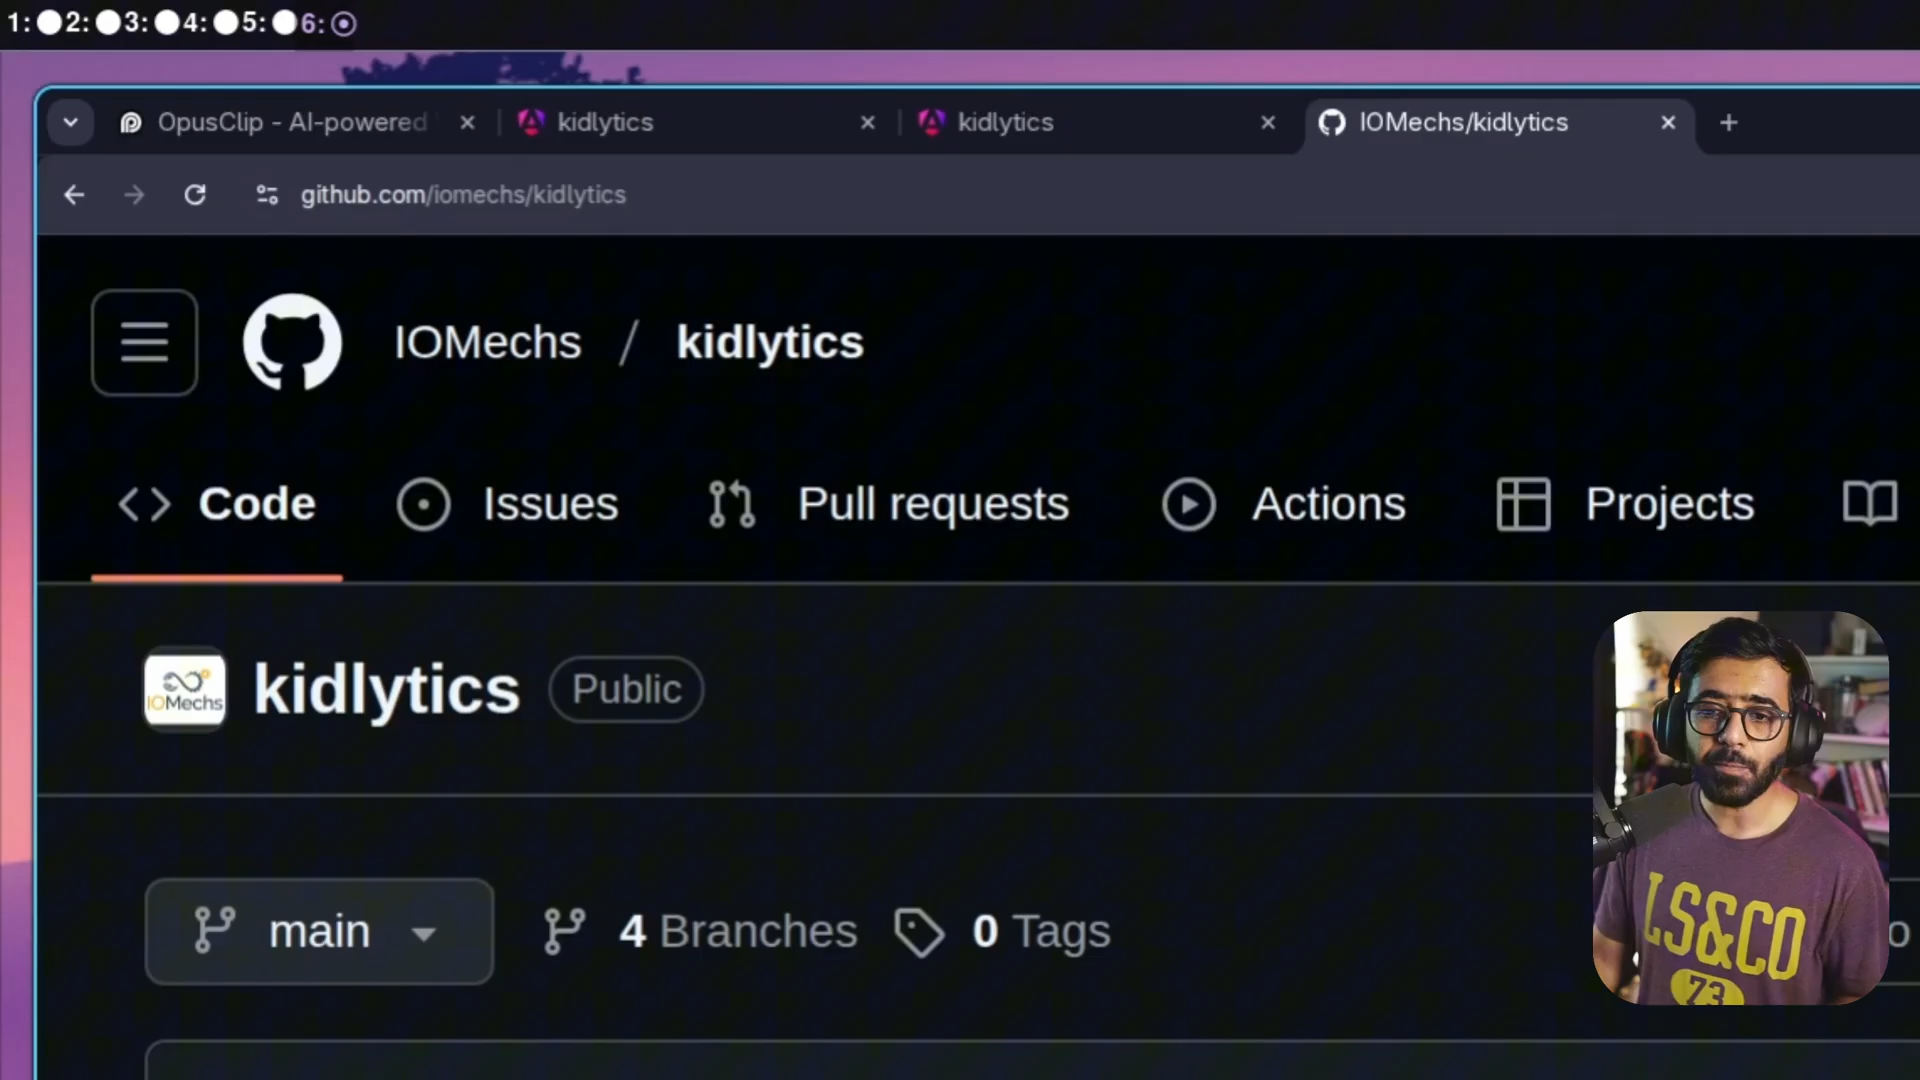 1: 2: 3: 4: 5: 6:
OpusClip - AI-powered
kidlytics
kidlytics
IOMechs/kidlytics
github.com/iomechs/kidlytics
IOMechs / kidlytics
Code
Issues
Pull requests
Actions
Projects
IOMechs
kidlytics
Public
main
4 Branches
0 Tags
LS&CO
73